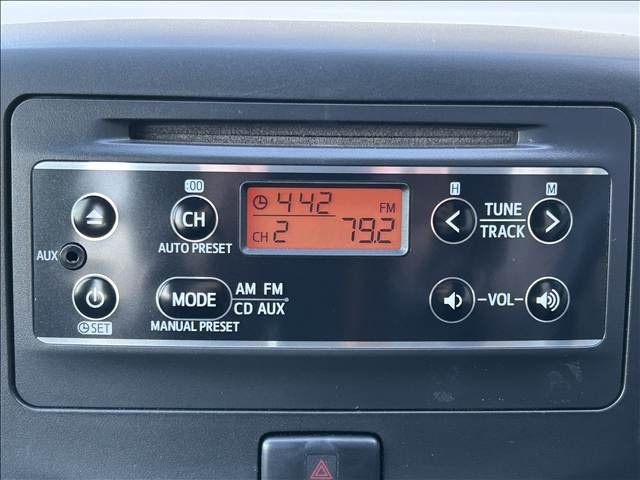 :00
H
M
4 42
FM
CH
TUNE
TRACK
CH 2
79.2
AUTO PRESET
AUX
MODE
AM FM
CD AUX
-VOL-
SET
MANUAL PRESET